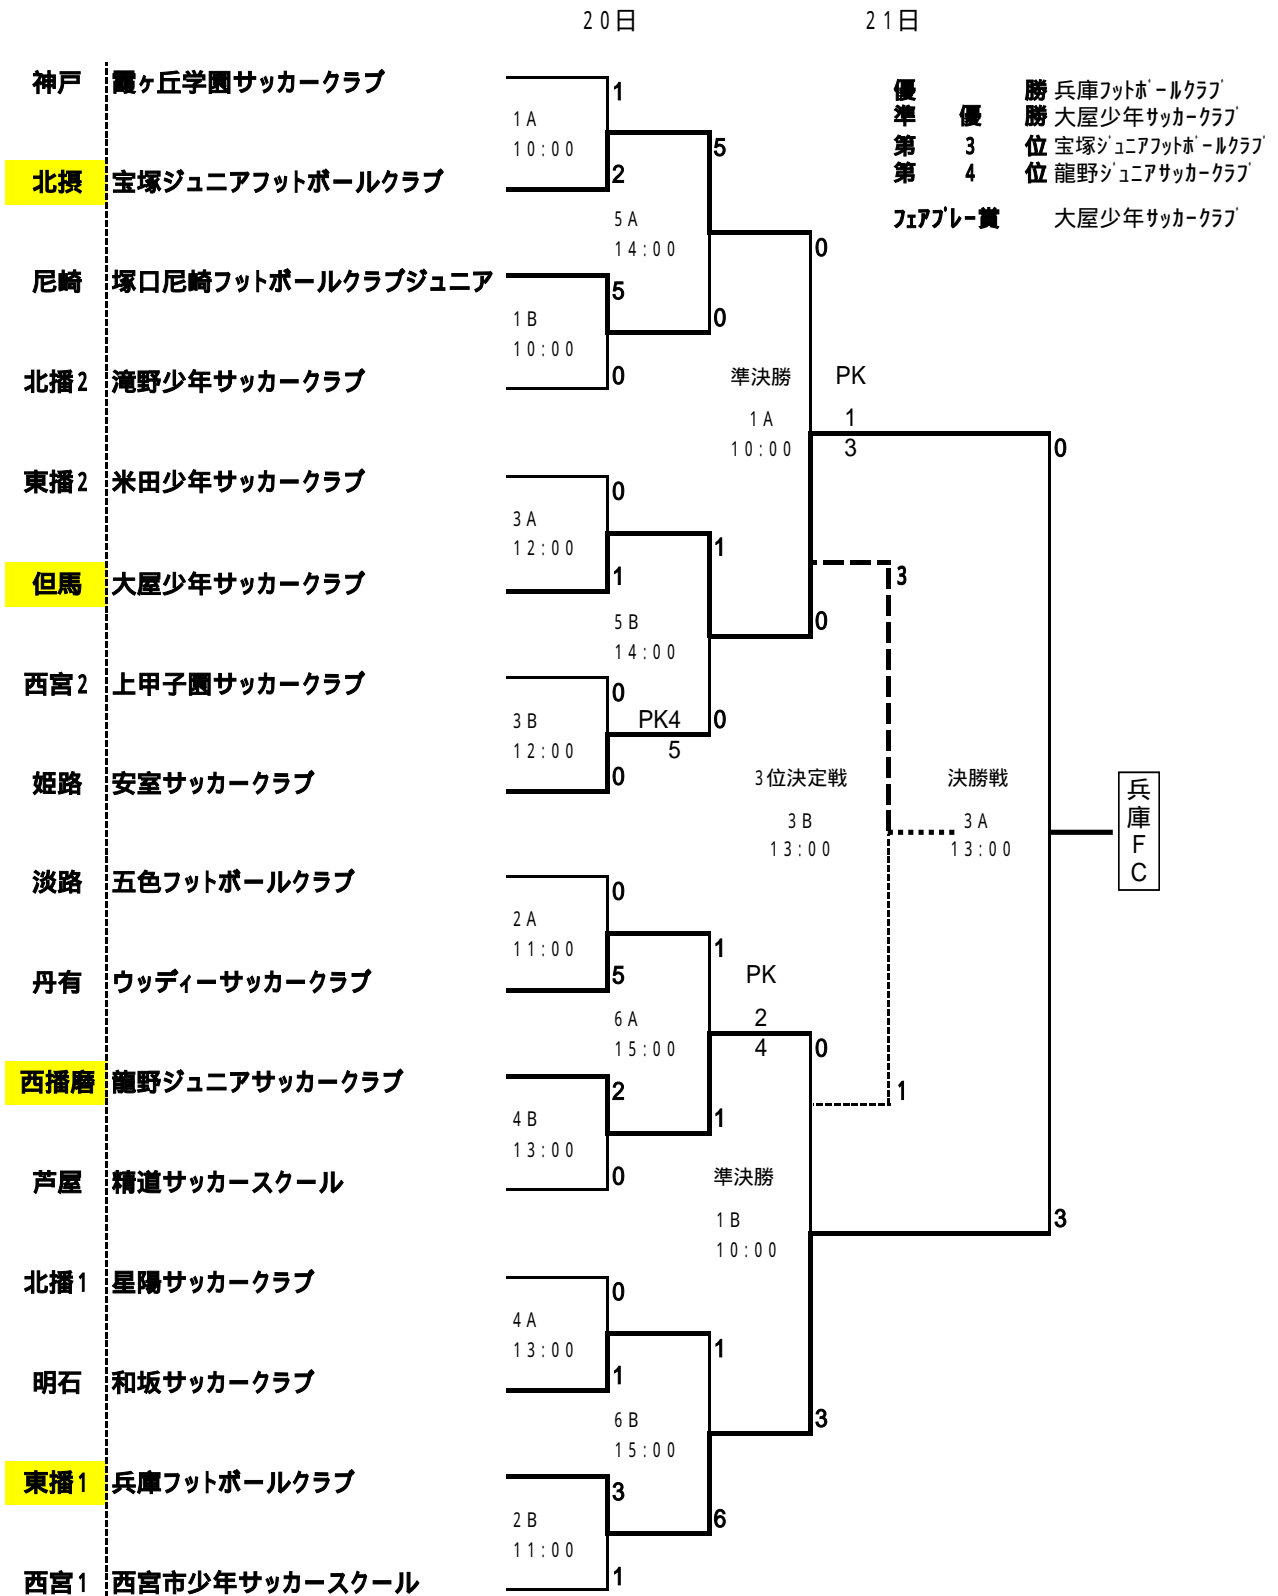 20日 21日
優勝 兵庫フットボールクラブ
準優勝 大屋少年サッカークラブ
第3位 宝塚ジュニアフットボールクラブ
第4位 龍野ジュニアサッカークラブ
フェアプレー賞 大屋少年サッカークラブ
神戸 霞ヶ丘学園サッカークラブ
1
1A
10:00
5
北摂 宝塚ジュニアフットボールクラブ
2
5A
14:00
0
尼崎 塚口尼崎フットボールクラブジュニア
5
1B
10:00
0
北播2 滝野少年サッカークラブ
0
準決勝
1A
10:00
PK
1
3
0
東播2 米田少年サッカークラブ
0
3A
12:00
1
但馬 大屋少年サッカークラブ
1
3
5B
14:00
0
西宮2 上甲子園サッカークラブ
0
3B
12:00
PK4
5
0
姫路 安室サッカークラブ
0
3位決定戦
3B
13:00
決勝戦
3A
13:00
兵庫FC
淡路 五色フットボールクラブ
0
2A
11:00
1
丹有 ウッディーサッカークラブ
5
PK
2
4
6A
15:00
0
西播磨 龍野ジュニアサッカークラブ
2
1
4B
13:00
1
芦屋 精道サッカースクール
0
準決勝
1B
10:00
3
北播1 星陽サッカークラブ
0
4A
13:00
1
明石 和坂サッカークラブ
1
6B
15:00
3
東播1 兵庫フットボールクラブ
3
2B
11:00
6
西宮1 西宮市少年サッカースクール
1